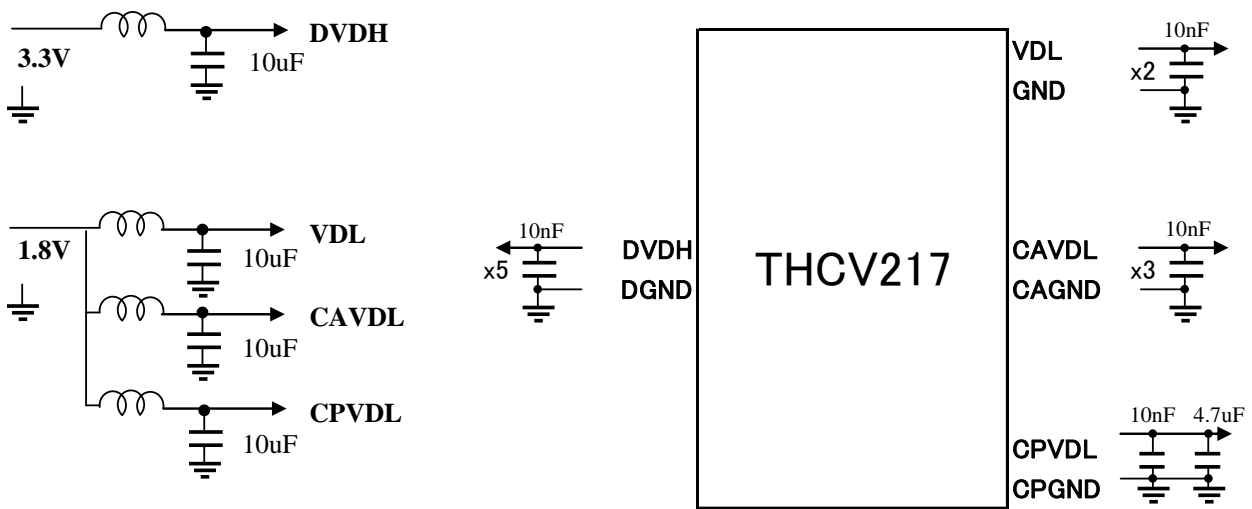 DVDH
3.3V
10uF
VDL
1.8V
10uF
CAVDL
10uF
CPVDL
10uF
10nF
x5
DVDH
DGND
THCV217
VDL
GND
10nF
x2
CAVDL
CAGND
10nF
x3
CPVDL
CPGND
10nF
4.7uF